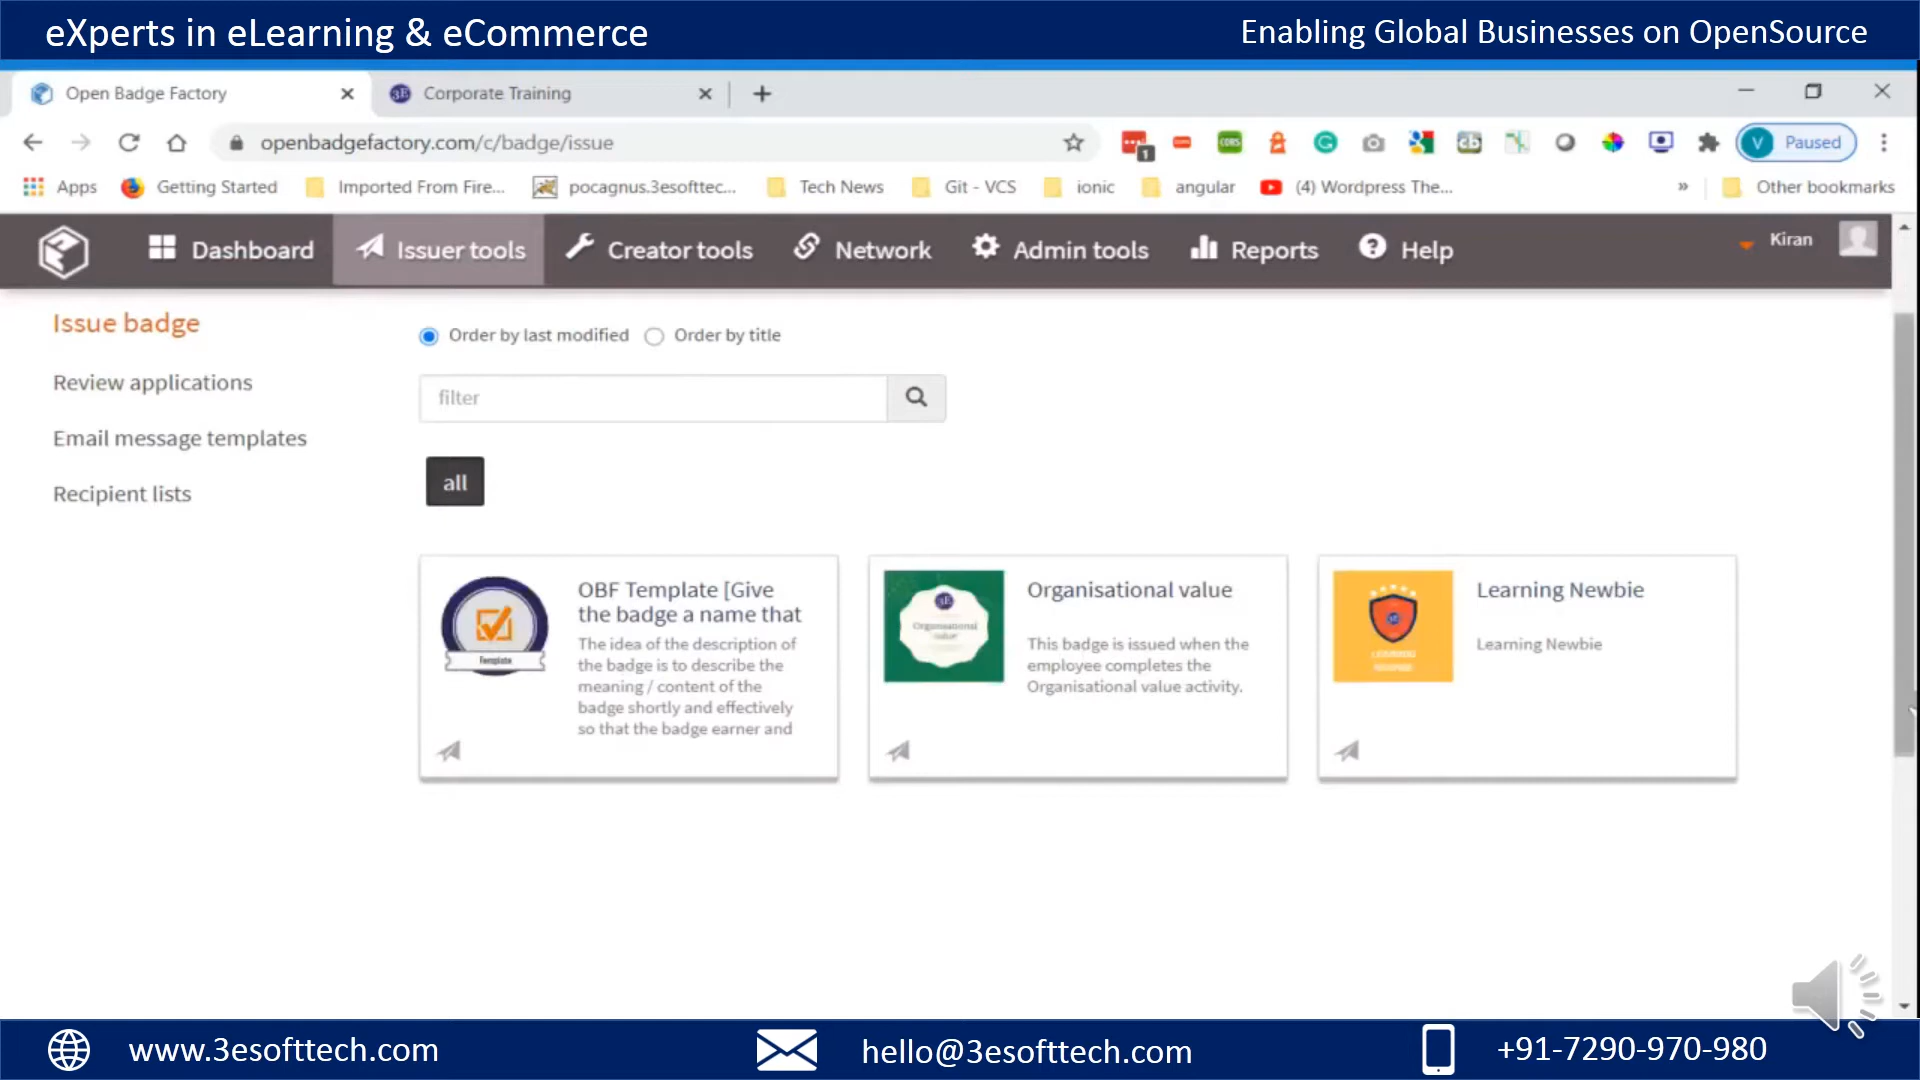 eXperts in eLearning & eCommerce
Enabling Global Businesses on OpenSource
Open Badge Factory
Corporate Training
openbadgefactory.com/c/badge/issue
1
CORS
V Paused
Apps
Getting Started
Imported From Fire...
pocagnus.3esofttec...
Tech News
Git - VCS
ionic
angular
(4) Wordpress The...
»
Other bookmarks
Dashboard
Issuer tools
Creator tools
Network
Admin tools
Reports
Help
Kiran
Issue badge
Review applications
Email message templates
Recipient lists
Order by last modified
Order by title
filter
all
Template
OBF Template [Give
the badge a name that
The idea of the description of
the badge is to describe the
meaning / content of the
badge shortly and effectively
so that the badge earner and
3E
Organisational
value
Organisational value
This badge is issued when the
employee completes the
Organisational value activity.
Learning Newbie
Learning Newbie
www.3esofttech.com
hello@3esofttech.com
+91-7290-970-980